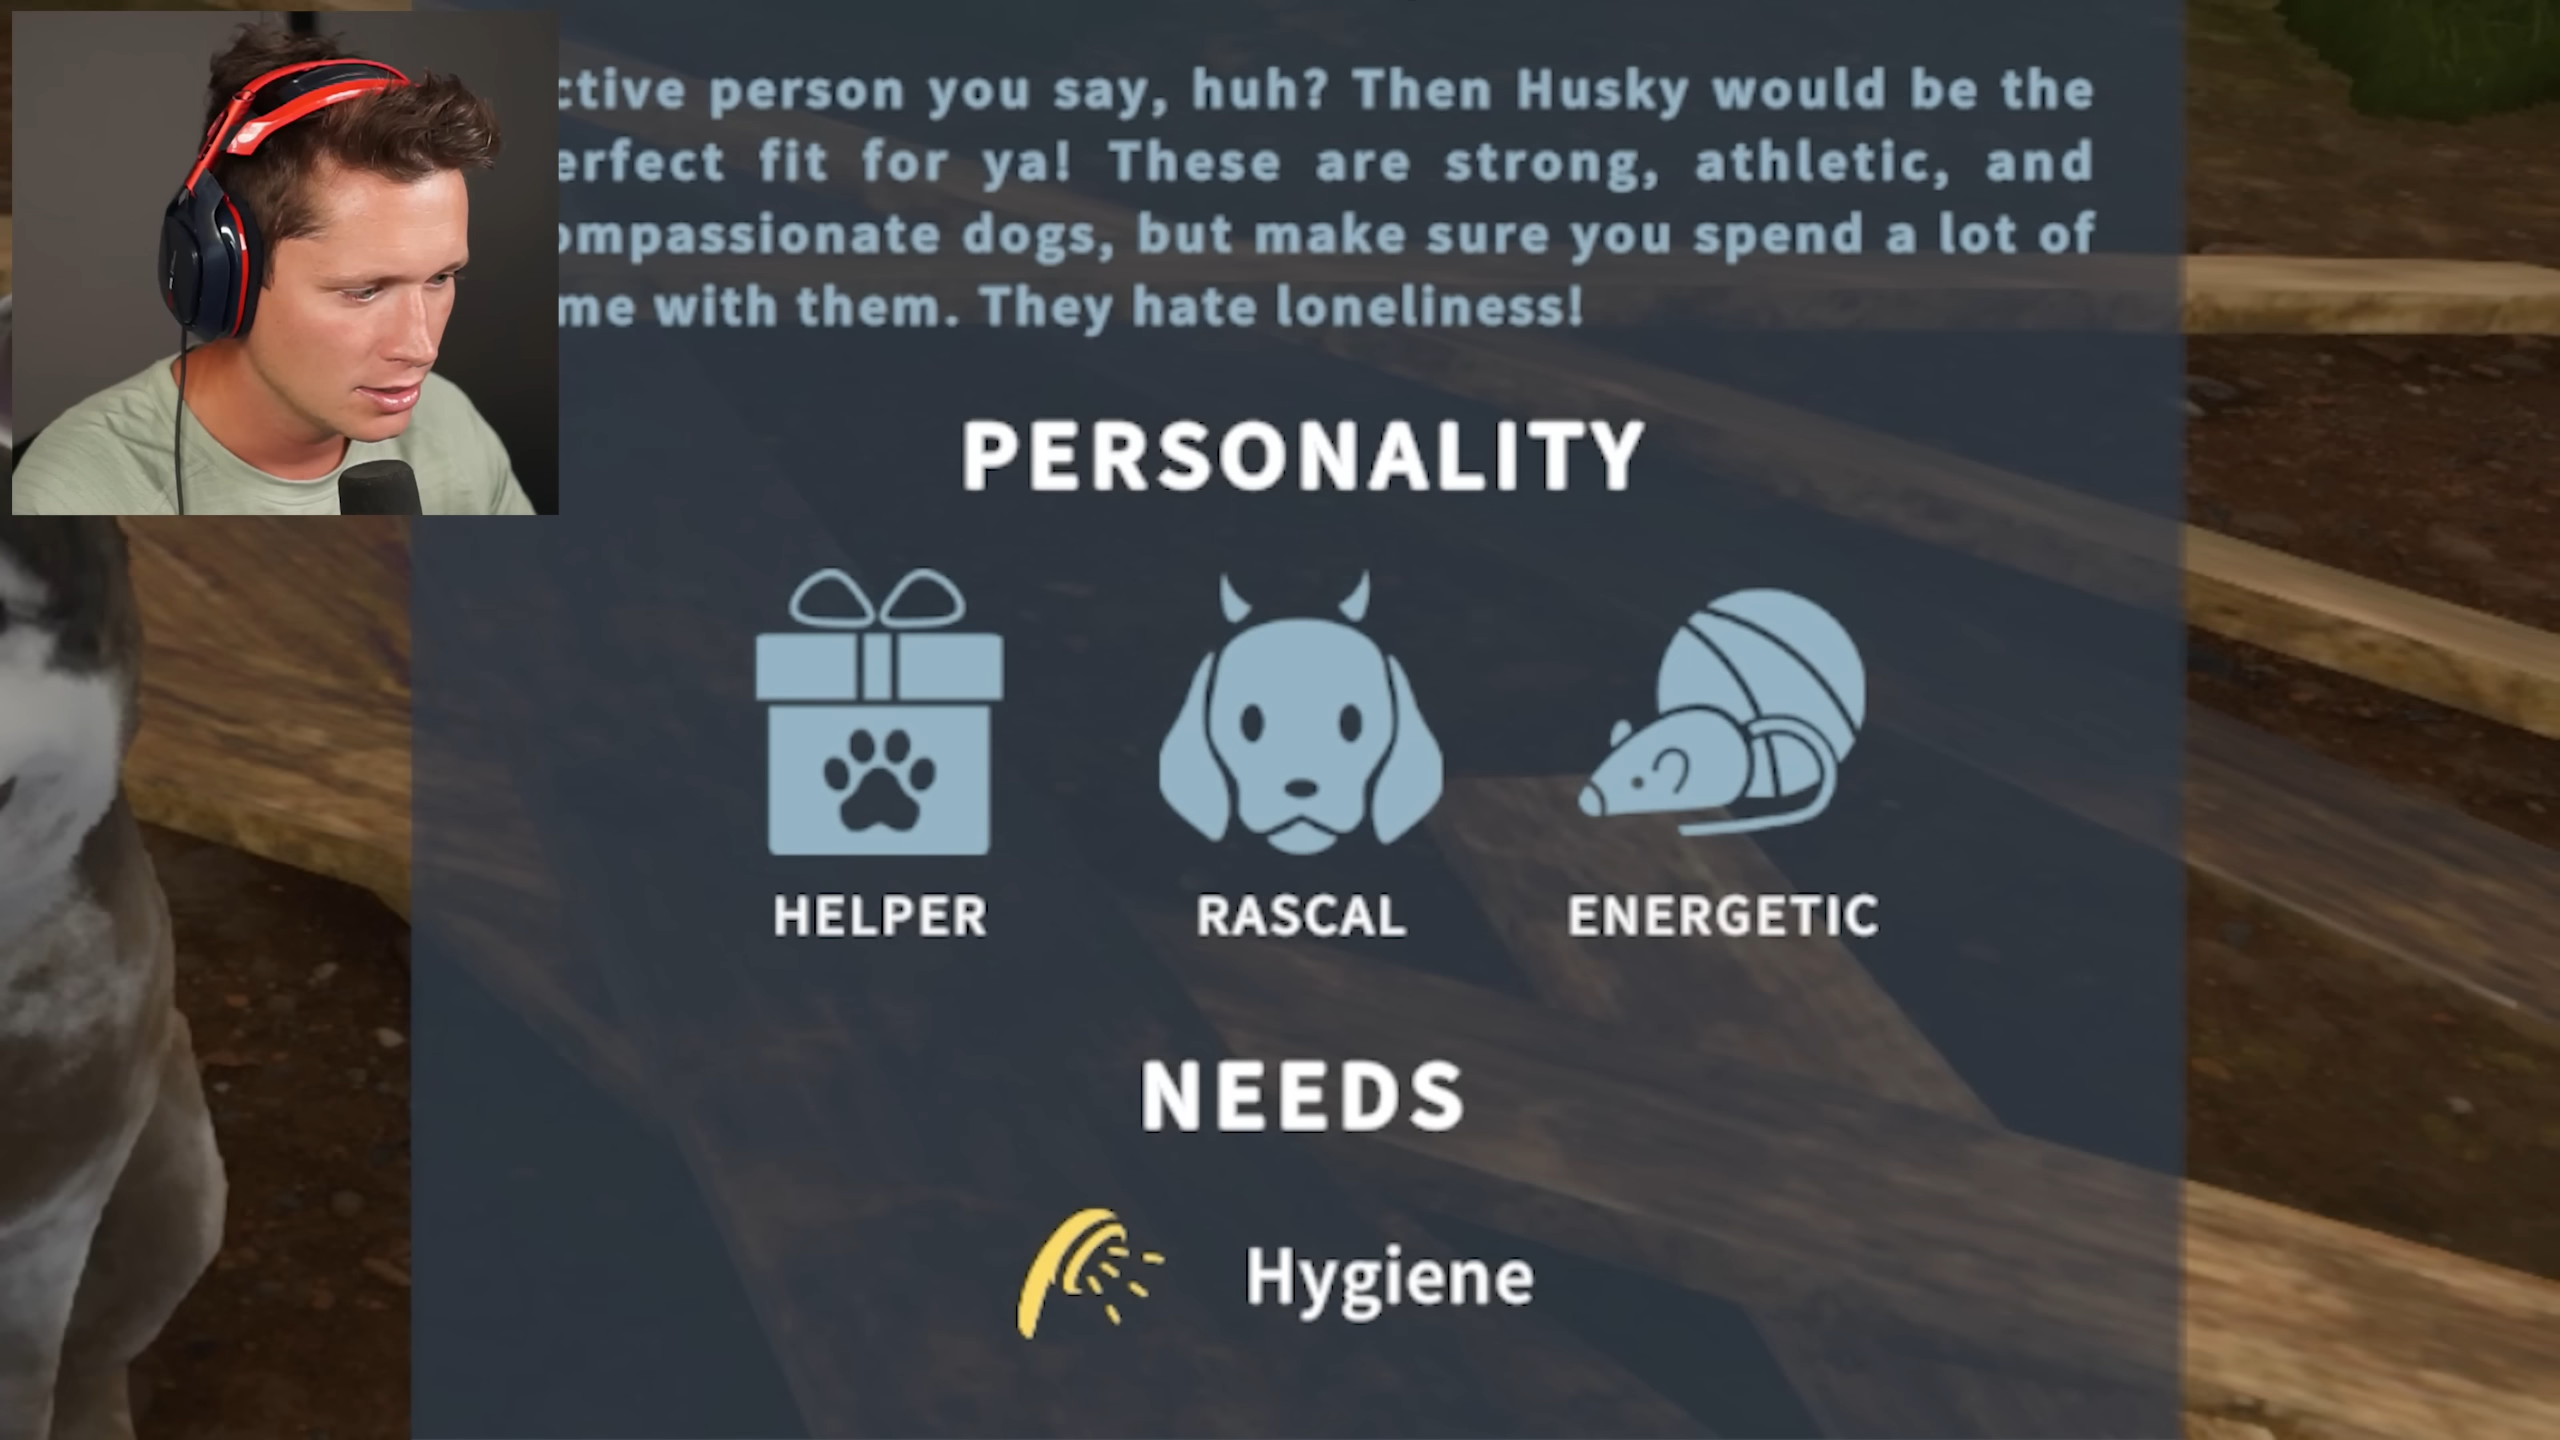 ctive person you say, huh? Then Husky would be the
erfect fit for ya! These are strong, athletic, and
ompassionate dogs, but make sure you spend a lot of
me with them. They hate loneliness!
PERSONALITY
HELPER RASCAL ENERGETIC
NEEDS
Hygiene